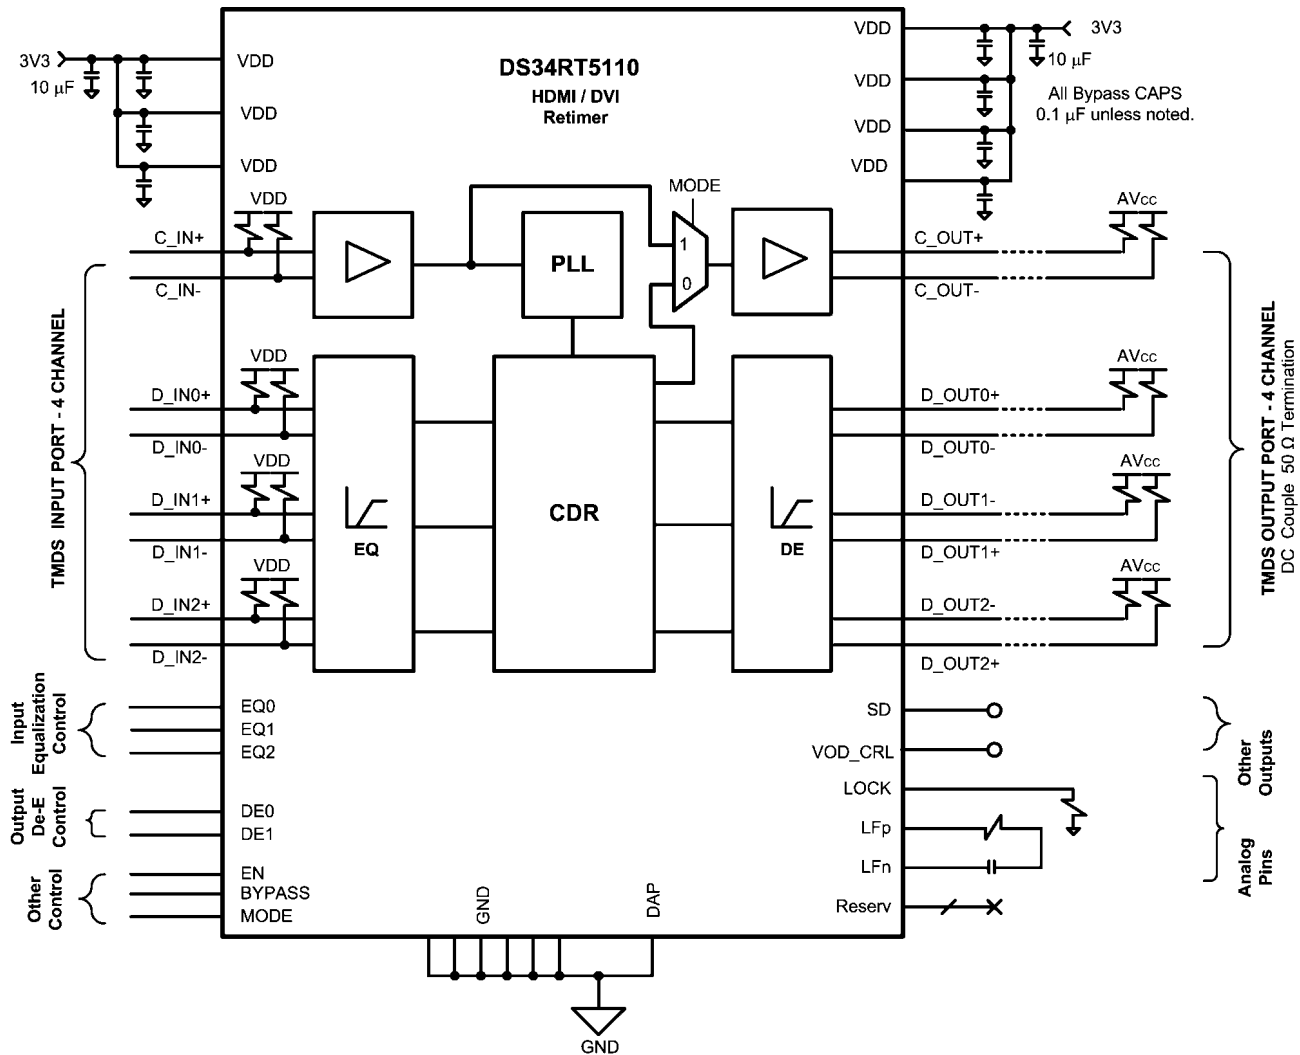 DS34RT5110
HDMI / DVI
Retimer
3V3
10 µF
VDD
VDD
VDD
VDD
VDD
VDD
VDD
3V3
10 µF
All Bypass CAPS
0.1 µF unless noted.
VDD
C_IN+
C_IN-
PLL
MODE
1
0
C_OUT+
C_OUT-
AVcc
TMDS INPUT PORT - 4 CHANNEL
VDD
D_IN0+
D_IN0-
VDD
D_IN1+
D_IN1-
VDD
D_IN2+
D_IN2-
EQ
CDR
DE
D_OUT0+
D_OUT0-
AVcc
D_OUT1-
D_OUT1+
AVcc
D_OUT2-
D_OUT2+
AVcc
TMDS OUTPUT PORT - 4 CHANNEL
DC Couple 50 Ω Termination
Input
Equalization
Control
EQ0
EQ1
EQ2
Output
De-E
Control
DE0
DE1
Other
Control
EN
BYPASS
MODE
GND
DAP
GND
SD
VOD_CRL
LOCK
LFp
LFn
Reserv
Other
Outputs
Analog
Pins